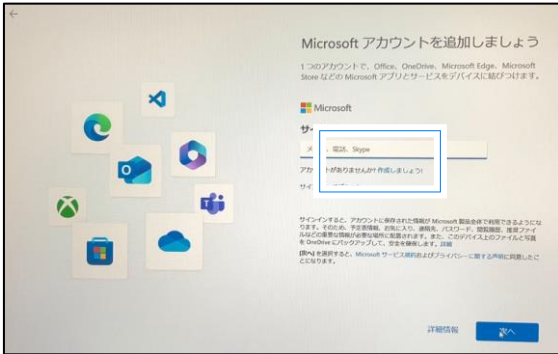 Microsoft アカウントを追加しましょう
1 つのアカウントで、Office、OneDrive、Microsoft Edge、Microsoft
Store などの Microsoft アプリとサービスをデバイスに結びつけます。
Microsoft
サ
メ 、電話、Skype
アカ トがありませんか? 作成しましょう!
サイ
サインインすると、アカウントに保存された情報が Microsoft 製品全体で利用できるようにな
ります。そのため、予定表情報、お気に入り、連絡先、パスワード、閲覧履歴、推奨ファイ
ルなどの重要な情報が必要な場所に配置されます。また、このデバイス上のファイルと写真
を OneDrive にバックアップして、安全を確保します。詳細
[次へ] を選択すると、Microsoft サービス規約およびプライバシーに関する声明に同意したこ
とになります。
詳細情報
次へ